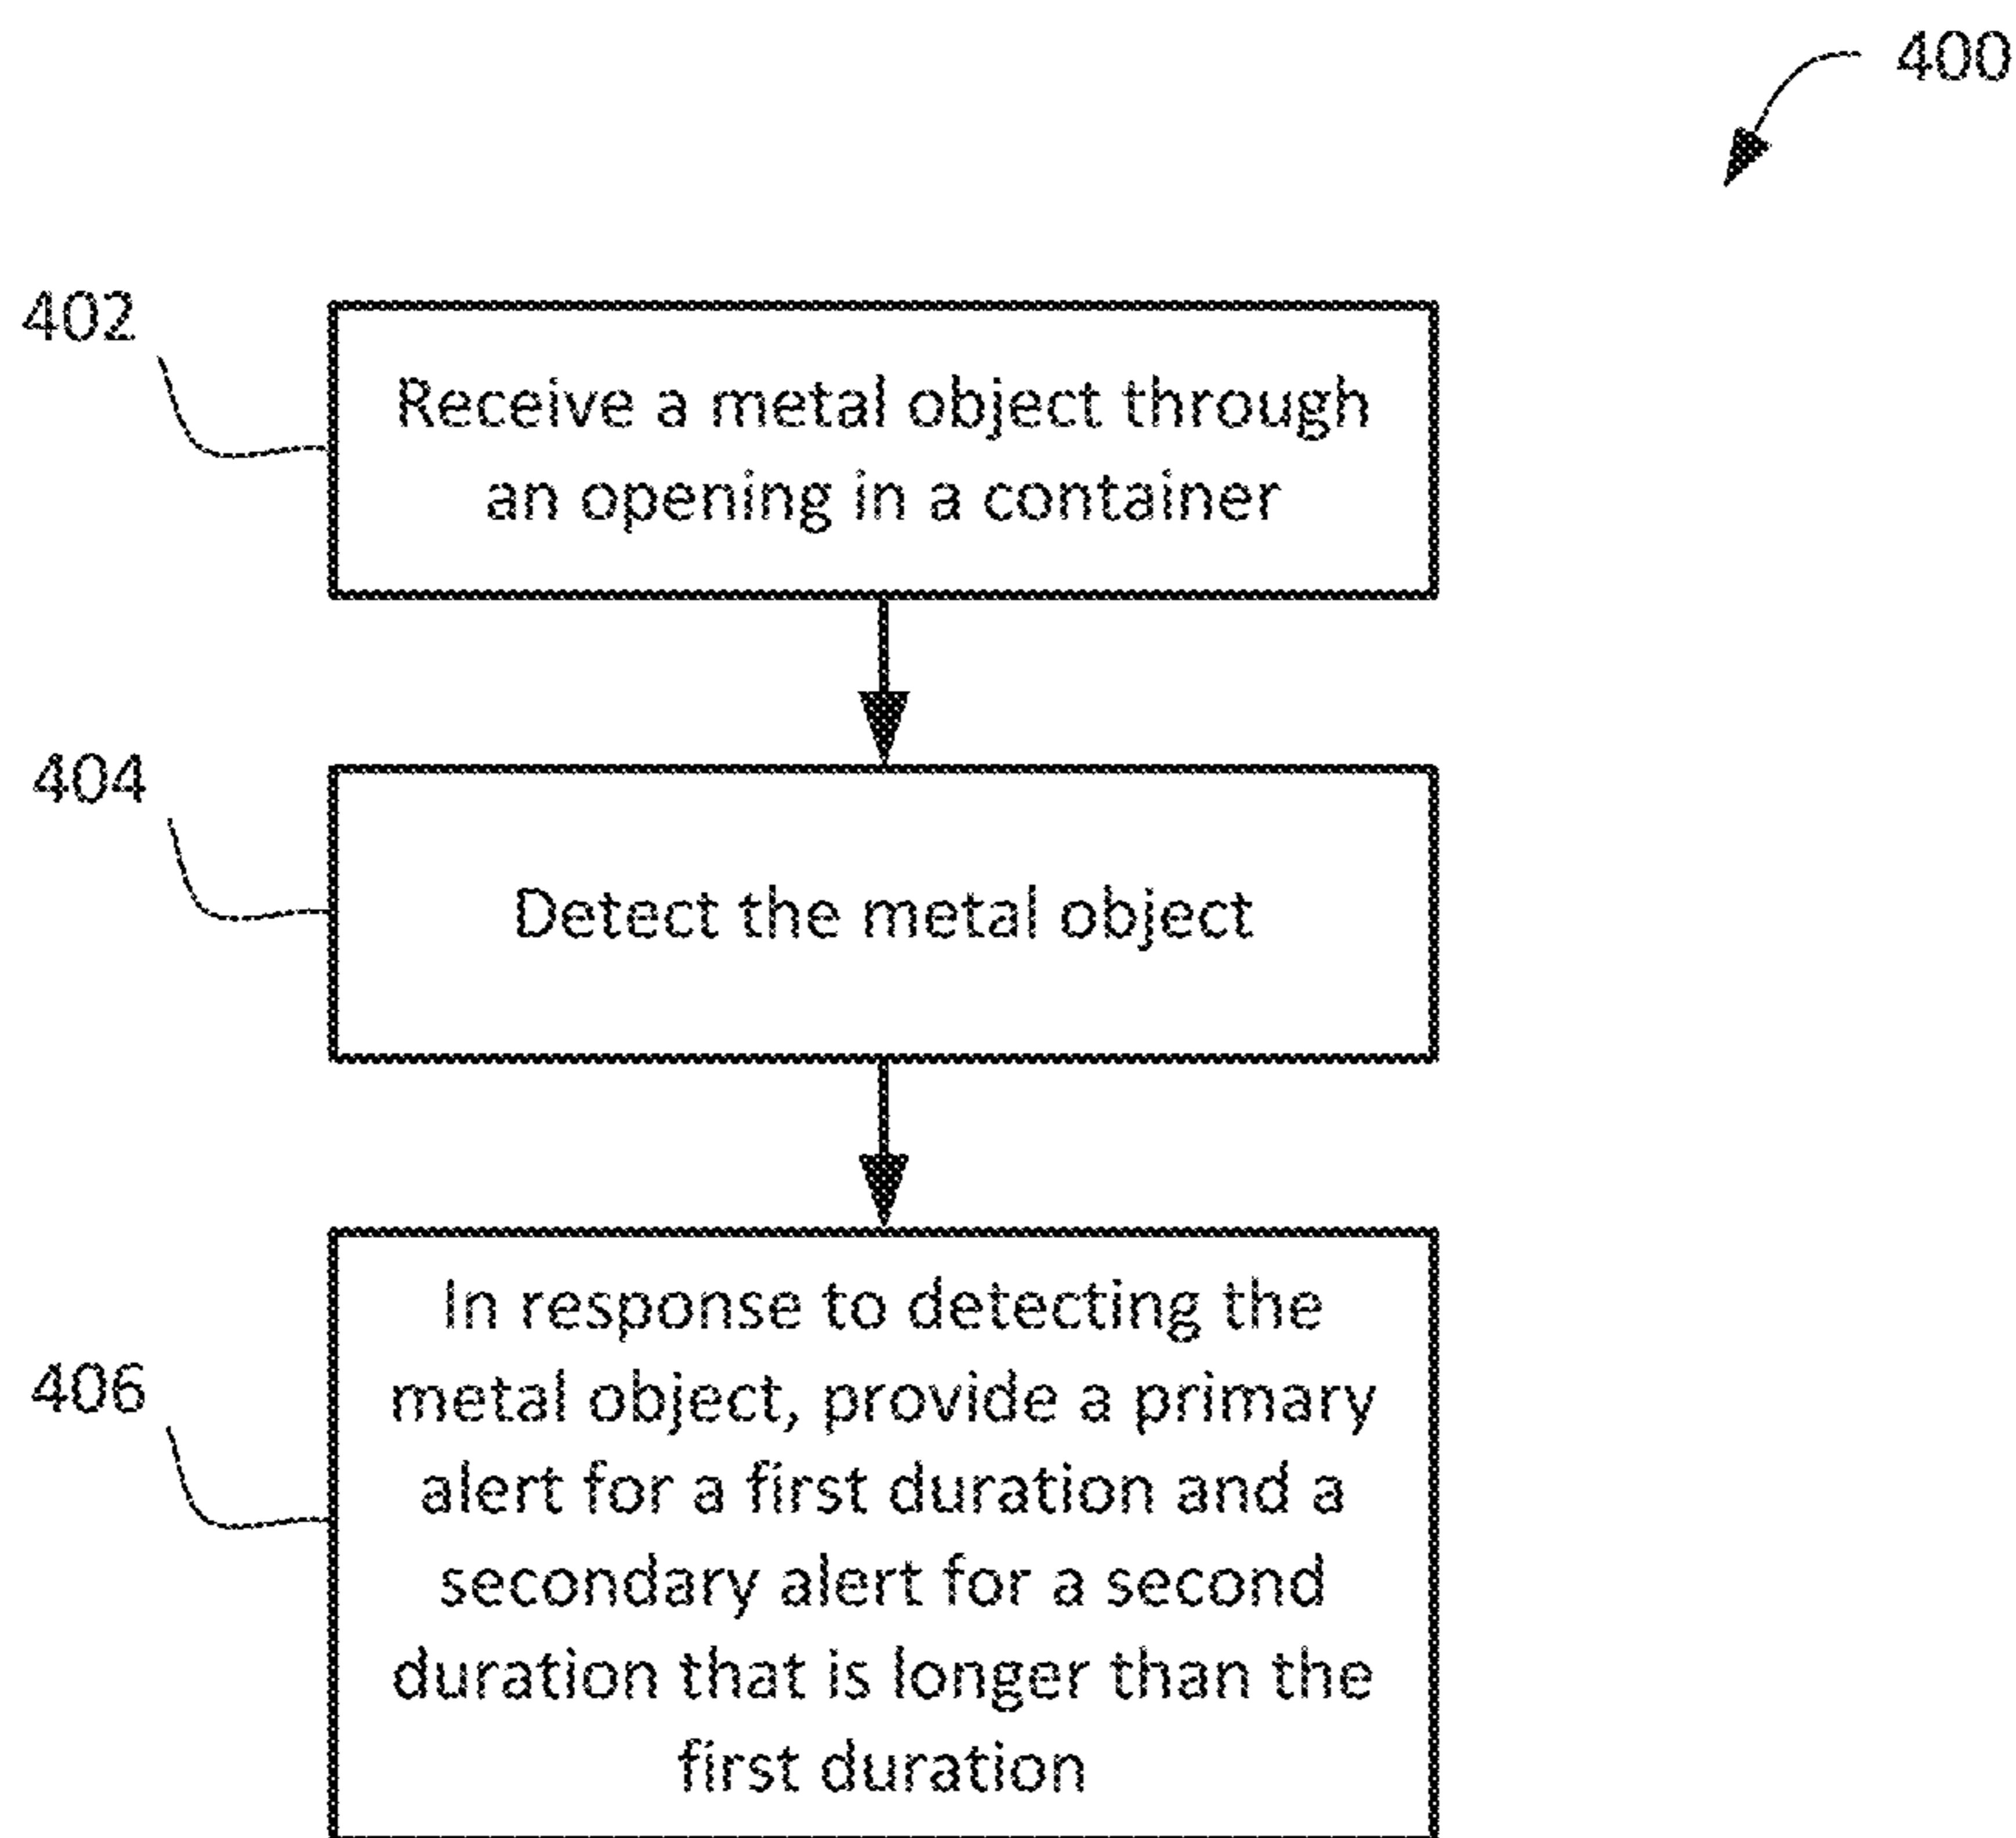 400
402
Receive a metal object through
an opening in a container
404
Detect the metal object
406
In response to detecting the
metal object, provide a primary
alert for a first duration and a
secondary alert for a second
duration that is longer than the
first duration